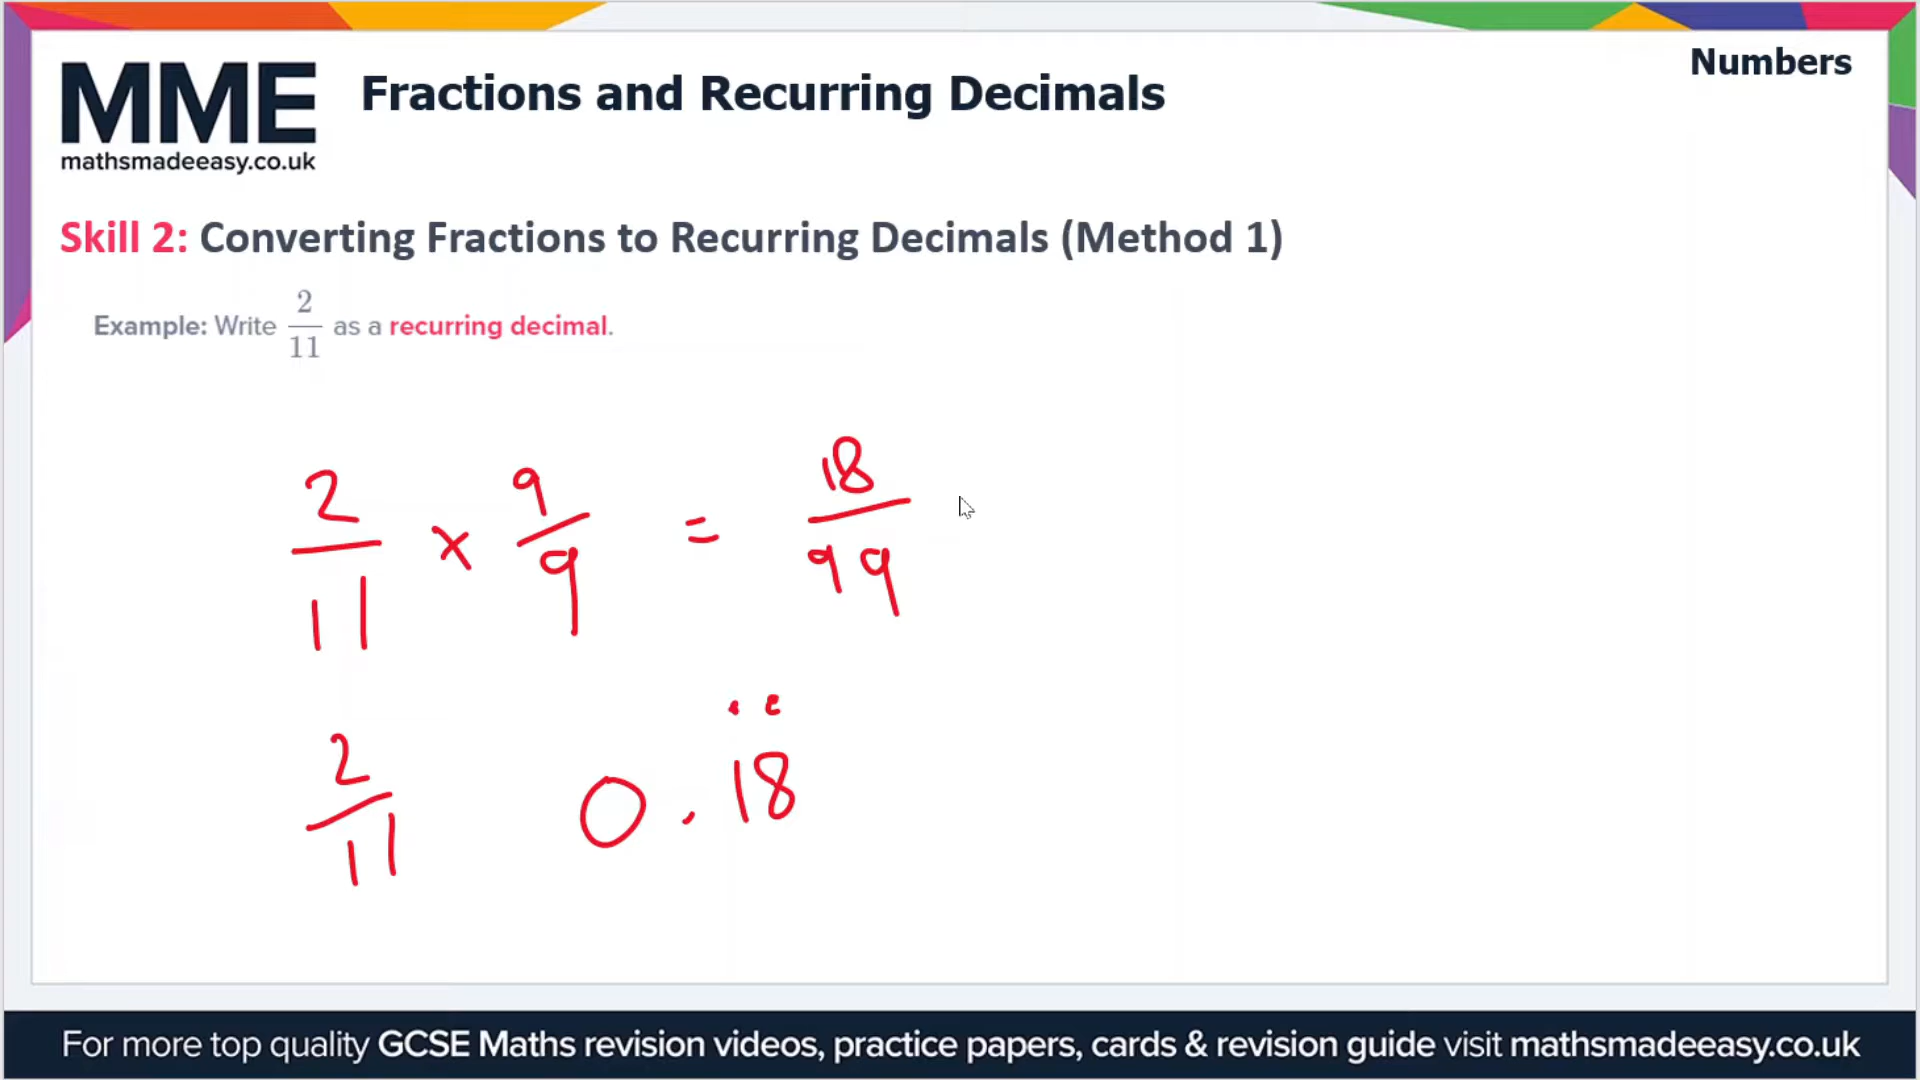 Numbers
MME
mathsmadeeasy.co.uk
Fractions and Recurring Decimals
Skill 2: Converting Fractions to Recurring Decimals (Method 1)
Example: Write 2/11 as a recurring decimal.
2/11 × 9/9 = 18/99
2/11 0.1̇8̇
For more top quality GCSE Maths revision videos, practice papers, cards & revision guide visit mathsmadeeasy.co.uk